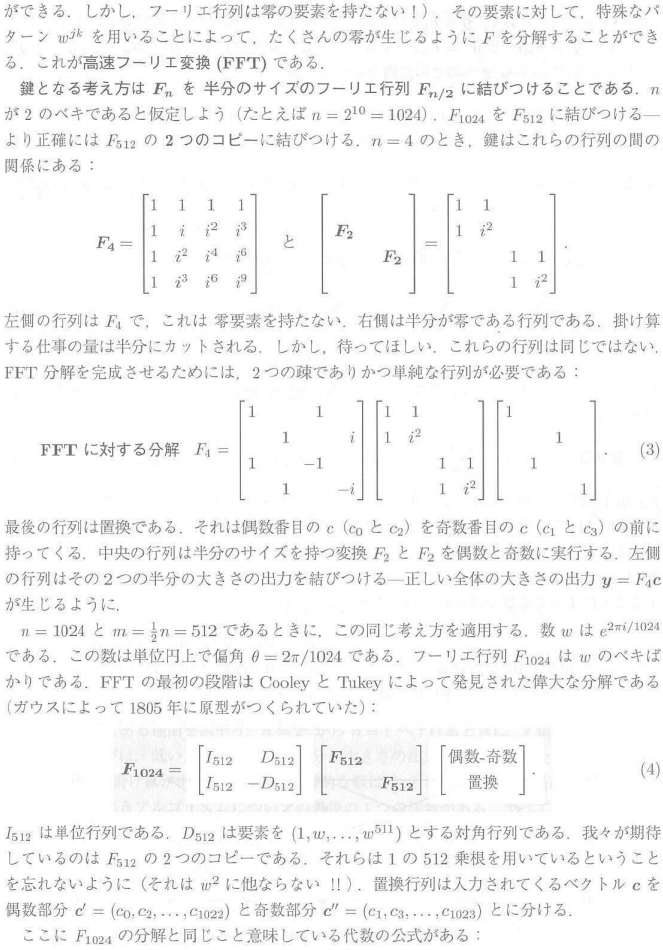 ができる. しかし, フーリエ行列は零の要素を持たない!). その要素に対して, 特殊なパ
ターン w^{jk} を用いることによって, たくさんの零が生じるように F を分解することができ
る. これが高速フーリエ変換 (FFT) である.
鍵となる考え方は F_n を 半分のサイズのフーリエ行列 F_{n/2} に結びつけることである. n
が 2 のベキであると仮定しよう (たとえば n = 2^{10} = 1024). F_{1024} を F_{512} に結びつける—
より正確には F_{512} の 2 つのコピーに結びつける. n = 4 のとき, 鍵はこれらの行列の間の
関係にある:
F_4 = [1 1 1 1; 1 i i^2 i^3; 1 i^2 i^4 i^6; 1 i^3 i^6 i^9] と [F_2 ; F_2] = [1 1; 1 i^2; 1 1; 1 i^2].
左側の行列は F_4 で, これは 零要素を持たない. 右側は半分が零である行列である. 掛け算
する仕事の量は半分にカットされる. しかし, 待ってほしい. これらの行列は同じではない.
FFT 分解を完成させるためには, 2 つの疎でありかつ単純な行列が必要である:
FFT に対する分解 F_4 = [1 1; 1 i; 1 −1; 1 −i] [1 1; 1 i^2; 1 1; 1 i^2] [1; 1; 1; 1]. (3)
最後の行列は置換である. それは偶数番目の c (c_0 と c_2) を奇数番目の c (c_1 と c_3) の前に
持ってくる. 中央の行列は半分のサイズを持つ変換 F_2 と F_2 を偶数と奇数に実行する. 左側
の行列はその 2 つの半分の大きさの出力を結びつける—正しい全体の大きさの出力 y = F_4c
が生じるように.
n = 1024 と m = \frac{1}{2}n = 512 であるときに, この同じ考え方を適用する. 数 w は e^{2πi/1024}
である. この数は単位円上で偏角 θ = 2π/1024 である. フーリエ行列 F_{1024} は w のベキば
かりである. FFT の最初の段階は Cooley と Tukey によって発見された偉大な分解である
(ガウスによって 1805 年に原型がつくられていた):
F_{1024} = [I_{512} D_{512}; I_{512} −D_{512}] [F_{512} ; F_{512}] [偶数-奇数 置換]. (4)
I_{512} は単位行列である. D_{512} は要素を (1, w, ..., w^{511}) とする対角行列である. 我々が期待
しているのは F_{512} の 2 つのコピーである. それらは 1 の 512 乗根を用いているということ
を忘れないように (それは w^2 に他ならない !!). 置換行列は入力されてくるベクトル c を
偶数部分 c′ = (c_0, c_2, ..., c_{1022}) と奇数部分 c″ = (c_1, c_3, ..., c_{1023}) とに分ける.
ここに F_{1024} の分解と同じこと意味している代数の公式がある: